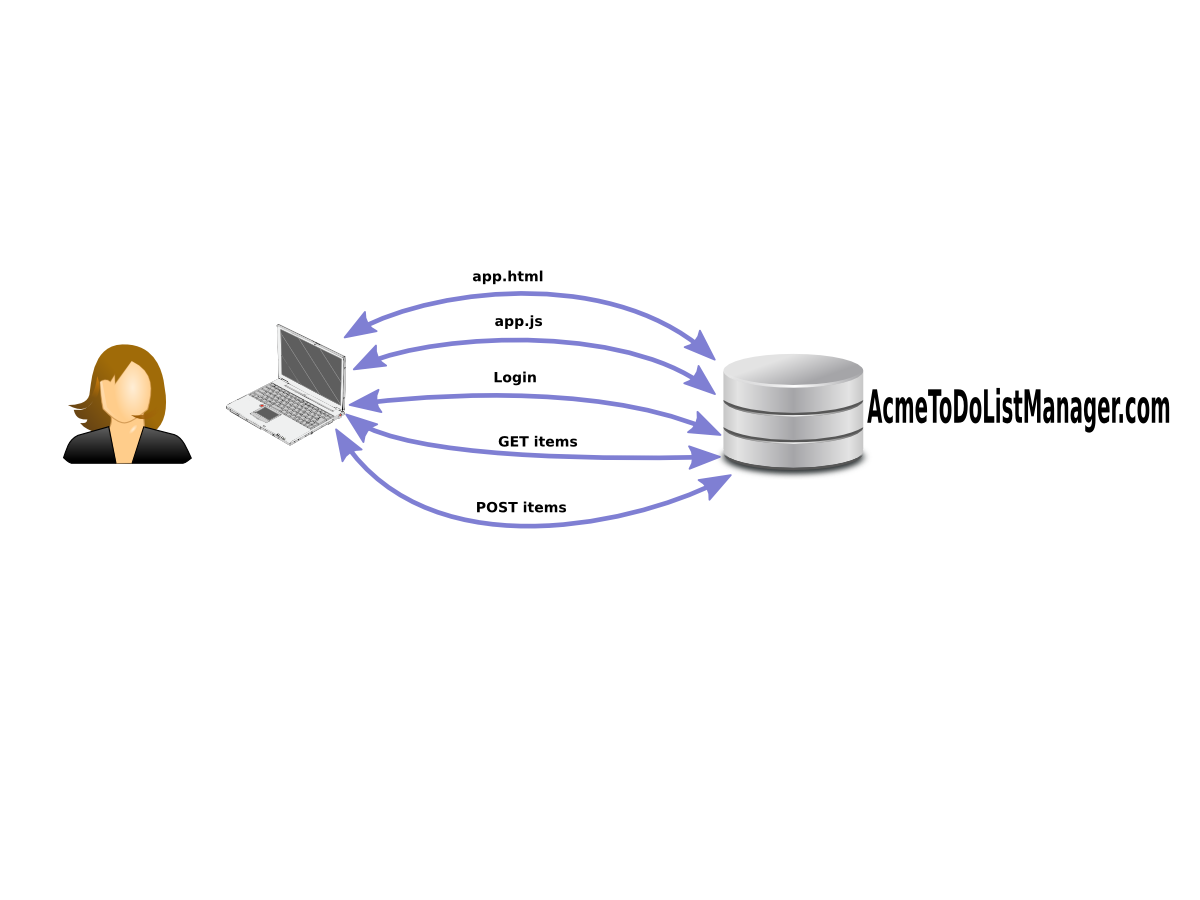 app.html
app.js
Login
AcmeToDoListManager.com
GET items
POST items